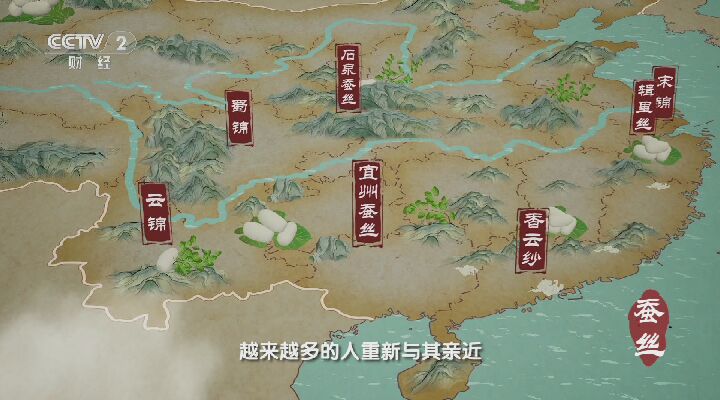 CCTV 2
财经
石泉蚕丝
蜀锦
宋锦
辑里丝
云锦
宜州蚕丝
香云纱
蚕丝
越来越多的人重新与其亲近